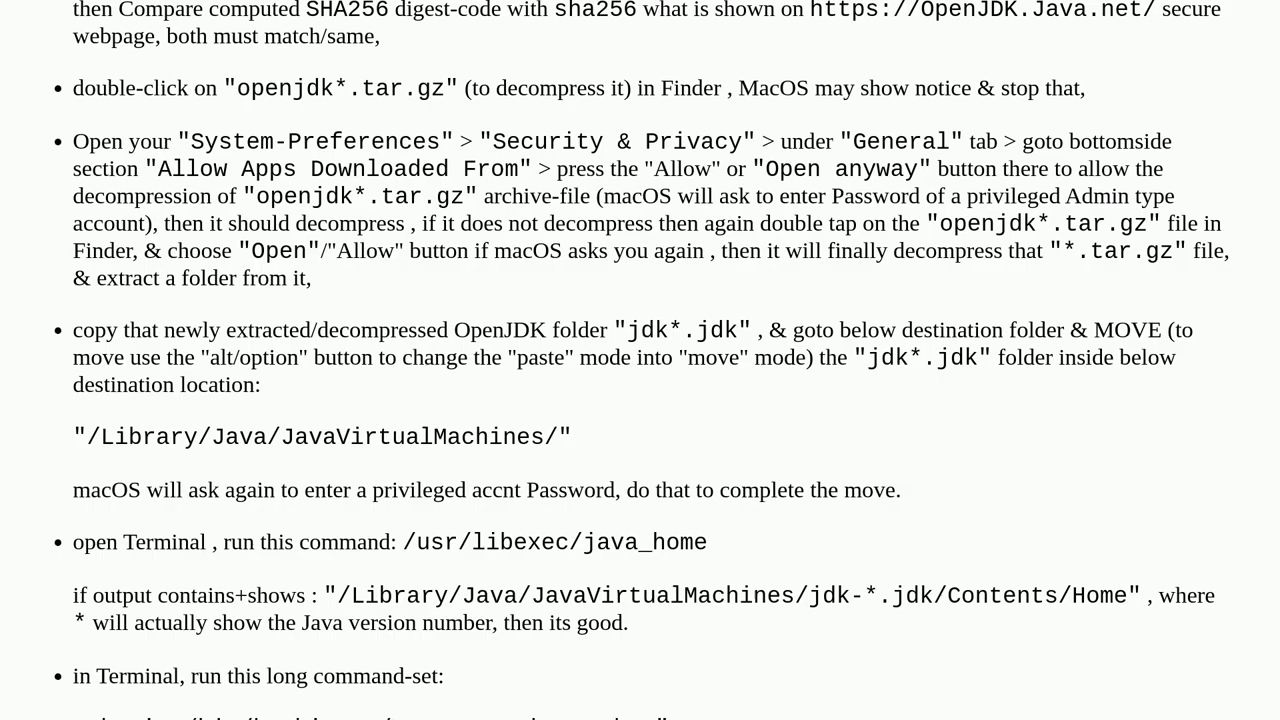 then Compare computed SHA256 digest-code with sha256 what is shown on https://OpenJDK.Java.net/ secure
webpage, both must match/same,
• double-click on "openjdk*.tar.gz" (to decompress it) in Finder , MacOS may show notice & stop that,
• Open your "System-Preferences" > "Security & Privacy" > under "General" tab > goto bottomside
section "Allow Apps Downloaded From" > press the "Allow" or "Open anyway" button there to allow the
decompression of "openjdk*.tar.gz" archive-file (macOS will ask to enter Password of a privileged Admin type
account), then it should decompress , if it does not decompress then again double tap on the "openjdk*.tar.gz" file in
Finder, & choose "Open"/"Allow" button if macOS asks you again , then it will finally decompress that "*.tar.gz" file,
& extract a folder from it,
• copy that newly extracted/decompressed OpenJDK folder "jdk*.jdk" , & goto below destination folder & MOVE (to
move use the "alt/option" button to change the "paste" mode into "move" mode) the "jdk*.jdk" folder inside below
destination location:
"/Library/Java/JavaVirtualMachines/"
macOS will ask again to enter a privileged accnt Password, do that to complete the move.
• open Terminal , run this command: /usr/libexec/java_home
if output contains+shows : "/Library/Java/JavaVirtualMachines/jdk-*.jdk/Contents/Home" , where
* will actually show the Java version number, then its good.
• in Terminal, run this long command-set: